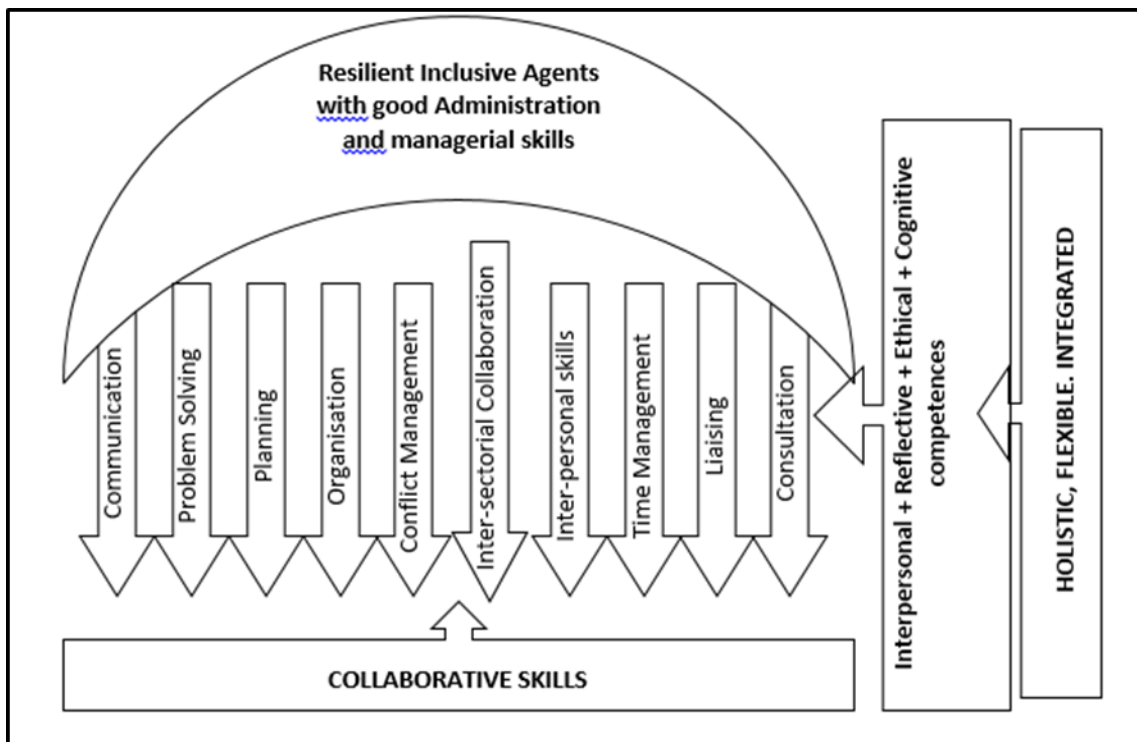 Resilient Inclusive Agents
with good Administration
and managerial skills
Communication
Problem Solving
Planning
Organisation
Conflict Management
Inter-sectorial Collaboration
Inter-personal skills
Time Management
Liaising
Consultation
COLLABORATIVE SKILLS
Interpersonal + Reflective + Ethical + Cognitive
competences
HOLISTIC, FLEXIBLE. INTEGRATED